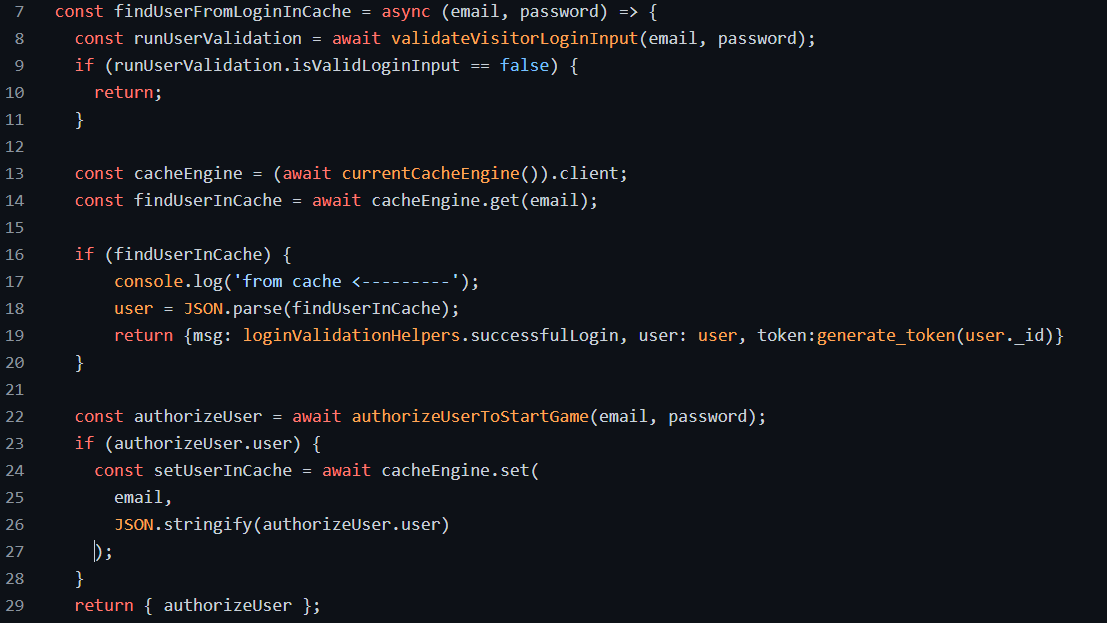 7 const findUserFromLoginInCache = async (email, password) => {
8 const runUserValidation = await validateVisitorLoginInput(email, password);
9 if (runUserValidation.isValidLoginInput == false) {
10 return;
11 }
12
13 const cacheEngine = (await currentCacheEngine()).client;
14 const findUserInCache = await cacheEngine.get(email);
15
16 if (findUserInCache) {
17 console.log('from cache <---------');
18 user = JSON.parse(findUserInCache);
19 return {msg: loginValidationHelpers.successfulLogin, user: user, token:generate_token(user._id)}
20 }
21
22 const authorizeUser = await authorizeUserToStartGame(email, password);
23 if (authorizeUser.user) {
24 const setUserInCache = await cacheEngine.set(
25 email,
26 JSON.stringify(authorizeUser.user)
27 );
28 }
29 return { authorizeUser };